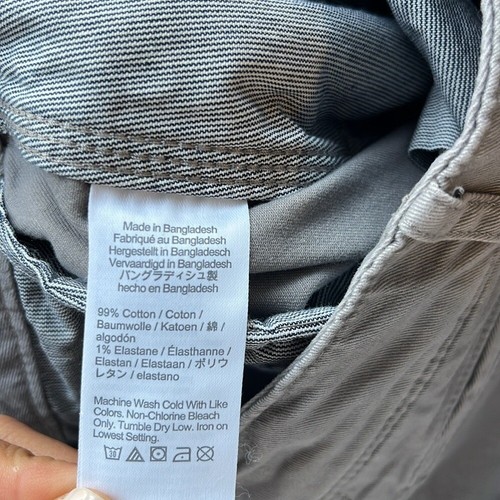 Made in Bangladesh
Fabriqué au Bangladesh
Hergestellt in Bangladesch
Vervaardigd in Bangladesh
バングラディシュ製
hecho en Bangladesh
99% Cotton / Coton /
Baumwolle / Katoen / 綿 /
algodón
1% Elastane / Élasthanne /
Elastan / Elastaan / ポリウ
レタン / elastano
Machine Wash Cold With Like
Colors. Non-Chlorine Bleach
Only. Tumble Dry Low. Iron on
Lowest Setting.